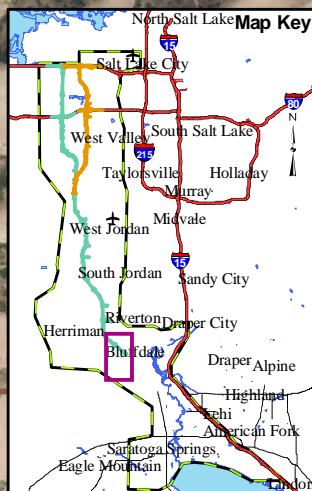 North Salt Lake
Map Key
15
Salt Lake City
80
N
South Salt Lake
West Valley
215
Taylorsville
Holladay
Murray
Midvale
West Jordan
15
South Jordan
Sandy City
Riverton
Draper City
Herriman
Bluffdale
Draper
Alpine
Highland
Lehi
American Fork
Saratoga Springs
Eagle Mountain